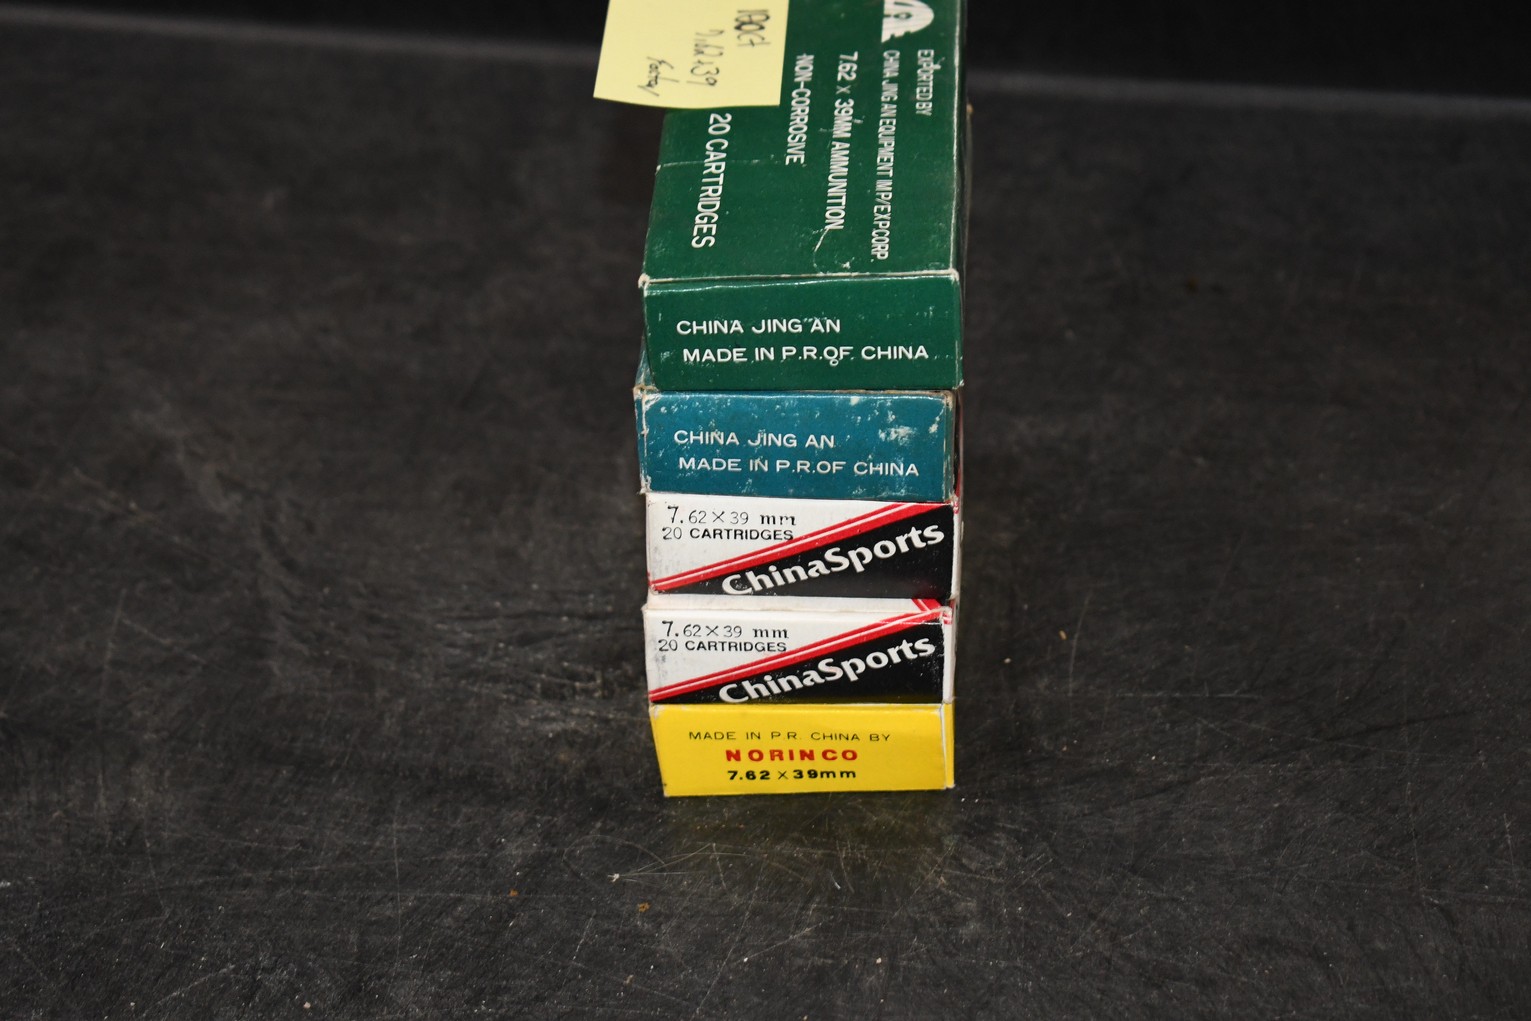 7.62x39
EXPORTED BY
CHINA JING AN EQUIPMENT IMP/EXP CORP.
7.62 x 39MM AMMUNITION
NON-CORROSIVE
20 CARTRIDGES
CHINA JING AN
MADE IN P.R.OF CHINA
CHINA JING AN
MADE IN P.R.OF CHINA
7.62×39 mm
20 CARTRIDGES
ChinaSports
7.62×39 mm
20 CARTRIDGES
ChinaSports
MADE IN P.R. CHINA BY
NORINCO
7.62×39mm